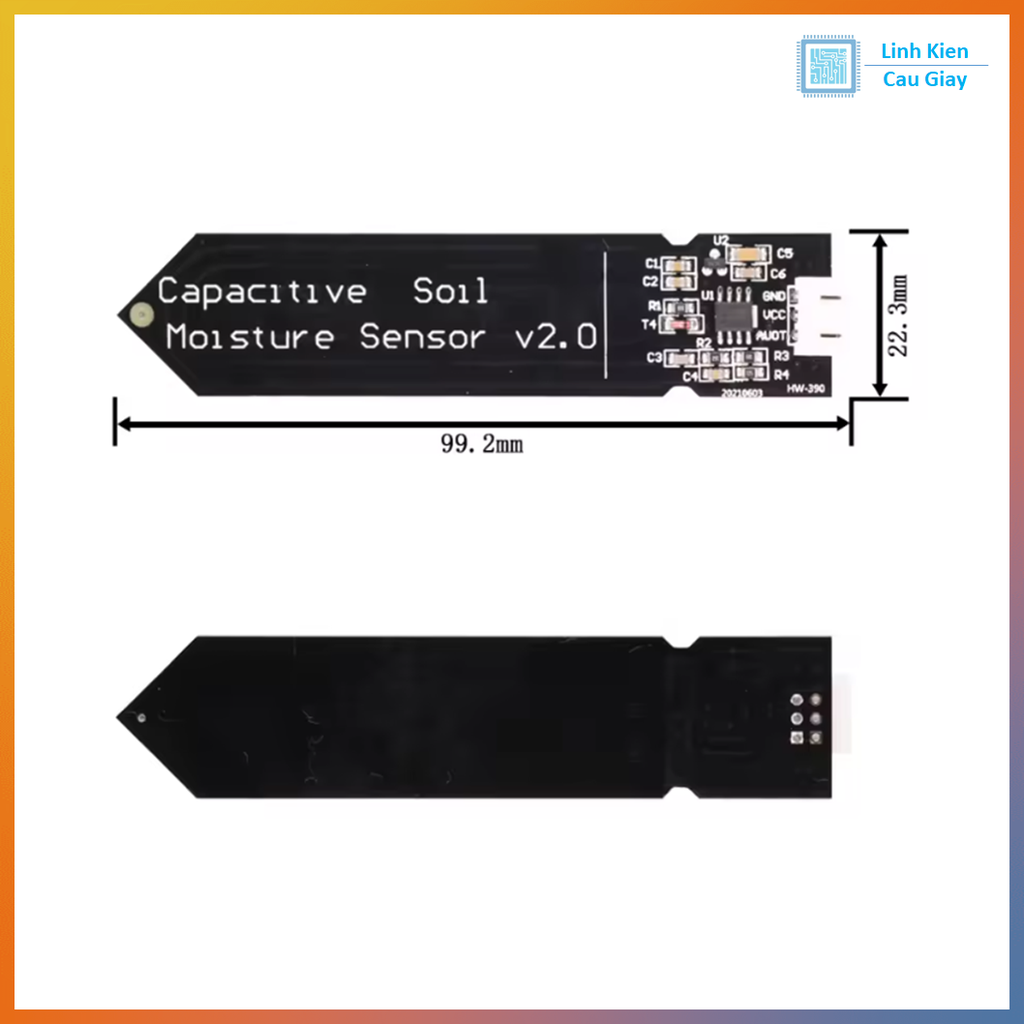 Linh Kien
Cau Giay
Capacitive Soil
Moisture Sensor v2.0
U2
C1
C5
C2
C6
U1
GND
R1
VCC
T4
AUOT
R2
C3
R3
C4
R4
20210603
HW-390
22.3mm
99.2mm